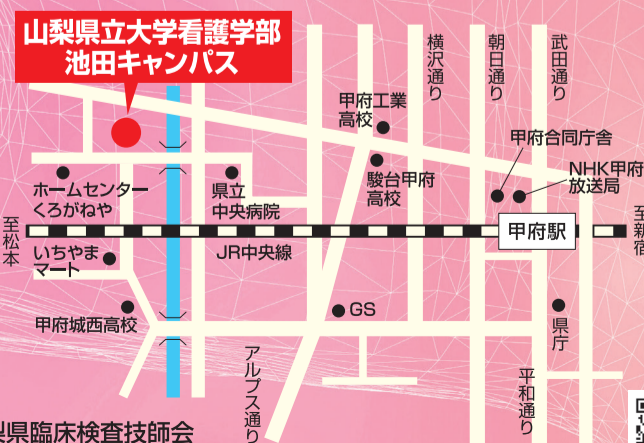 山梨県立大学看護学部
池田キャンパス
横沢通り
朝日通り
武田通り
甲府工業
高校
甲府合同庁舎
駿台甲府
高校
NHK甲府
放送局
ホームセンター
くろがねや
県立
中央病院
至松本
甲府駅
至新宿
いちやま
マート
JR中央線
甲府城西高校
GS
県庁
アルプス通り
平和通り
梨県臨床検査技師会